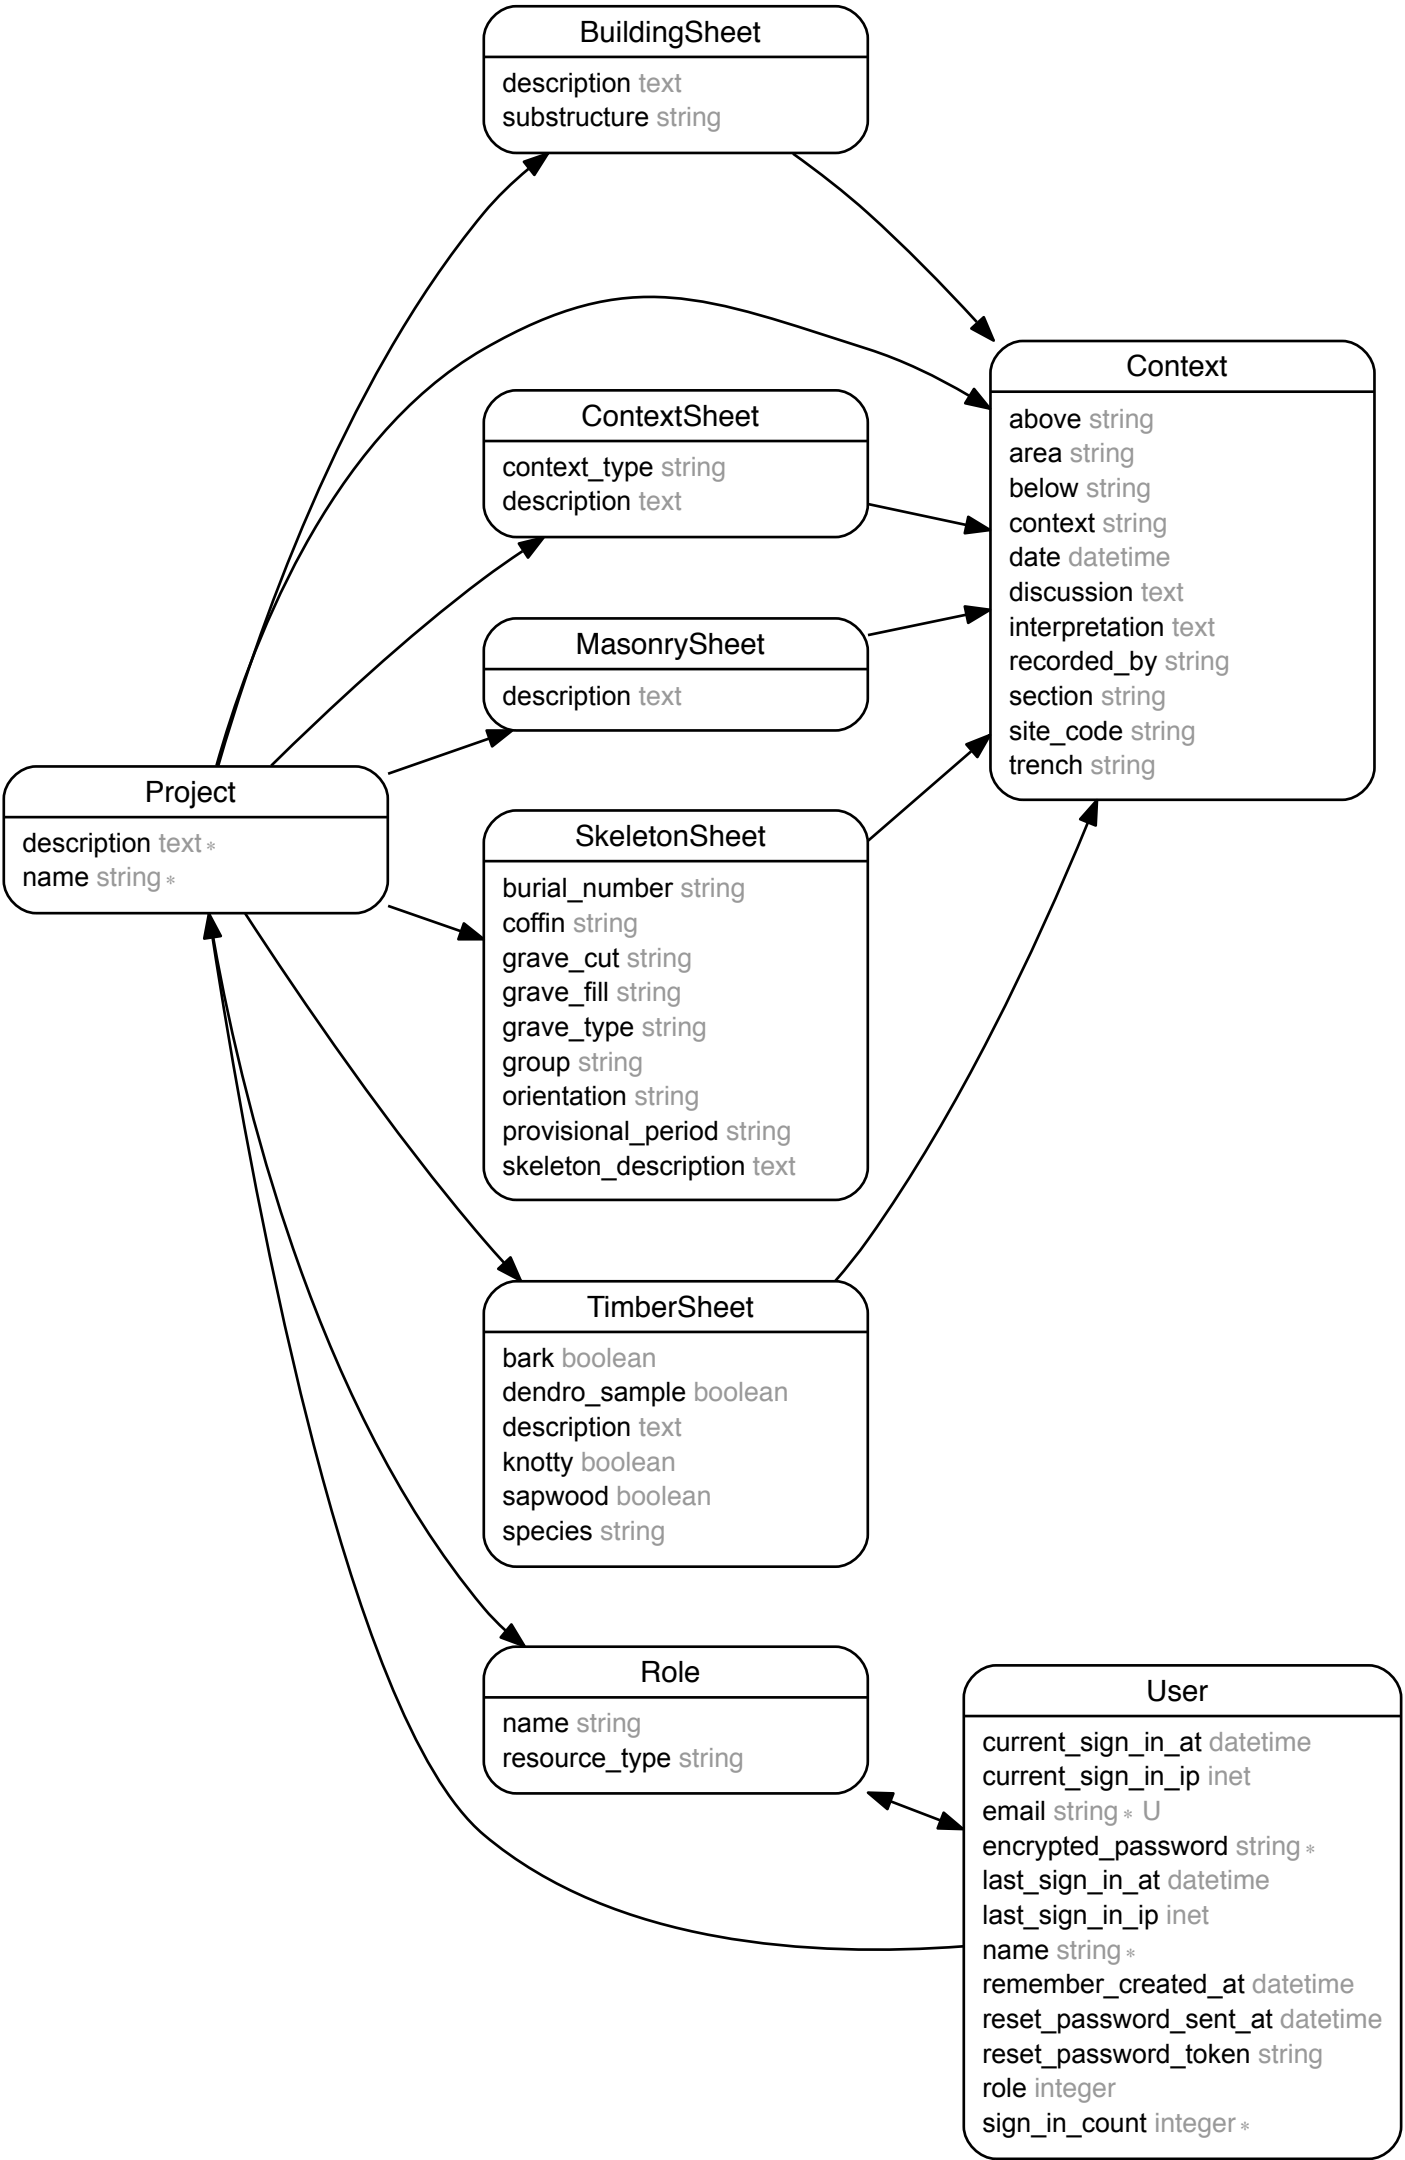 BuildingSheet
description text
substructure string
Context
above string
area string
below string
context string
date datetime
discussion text
interpretation text
recorded_by string
section string
site_code string
trench string
ContextSheet
context_type string
description text
MasonrySheet
description text
Project
description text *
name string *
SkeletonSheet
burial_number string
coffin string
grave_cut string
grave_fill string
grave_type string
group string
orientation string
provisional_period string
skeleton_description text
TimberSheet
bark boolean
dendro_sample boolean
description text
knotty boolean
sapwood boolean
species string
Role
name string
resource_type string
User
current_sign_in_at datetime
current_sign_in_ip inet
email string * U
encrypted_password string *
last_sign_in_at datetime
last_sign_in_ip inet
name string *
remember_created_at datetime
reset_password_sent_at datetime
reset_password_token string
role integer
sign_in_count integer *